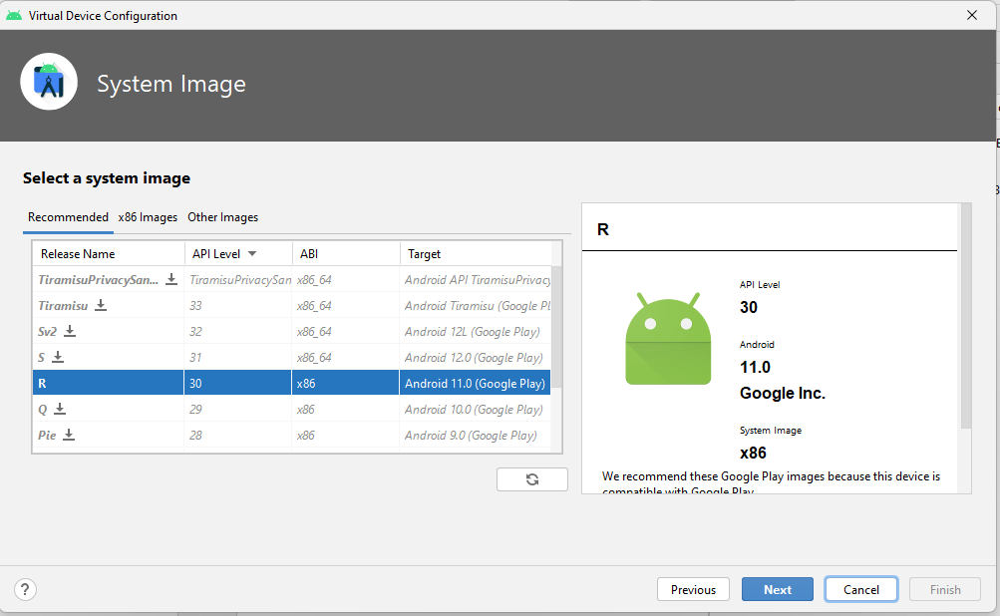 Virtual Device Configuration
System Image
Select a system image
Recommended x86 Images Other Images
Release Name API Level ABI Target
TiramisuPrivacySan... TiramisuPrivacySan x86_64 Android API TiramisuPrivacy
Tiramisu 33 x86_64 Android Tiramisu (Google Pl
Sv2 32 x86_64 Android 12L (Google Play)
S 31 x86_64 Android 12.0 (Google Play)
R 30 x86 Android 11.0 (Google Play)
Q 29 x86 Android 10.0 (Google Play)
Pie 28 x86 Android 9.0 (Google Play)
R
API Level
30
Android
11.0
Google Inc.
System Image
x86
We recommend these Google Play images because this device is
compatible with Google Play
?
Previous Next Cancel Finish